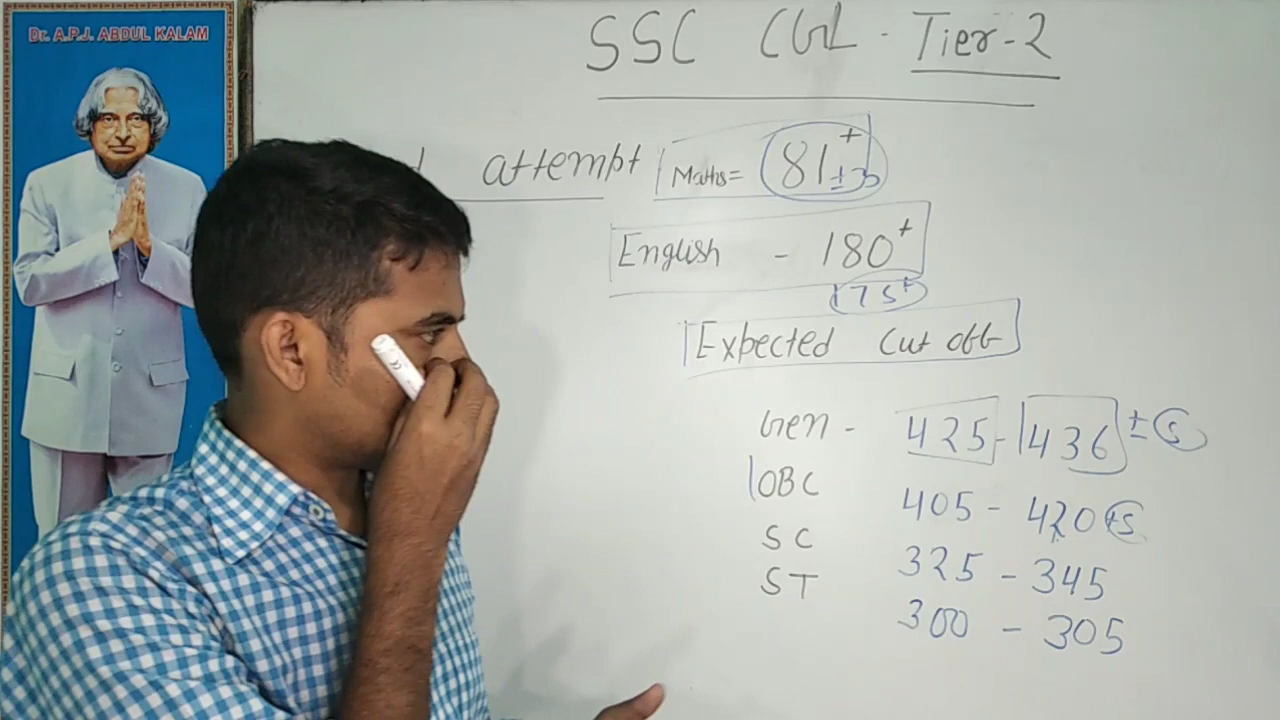 Dr. A.P.J. ABDUL KALAM
SSC CGL - Tier-2
attempt Maths = 81+
English - 180+
175+
Expected cut off
Gen - 425 - 436 ± 5
OBC 405 - 420 ±5
SC 325 - 345
ST 300 - 305